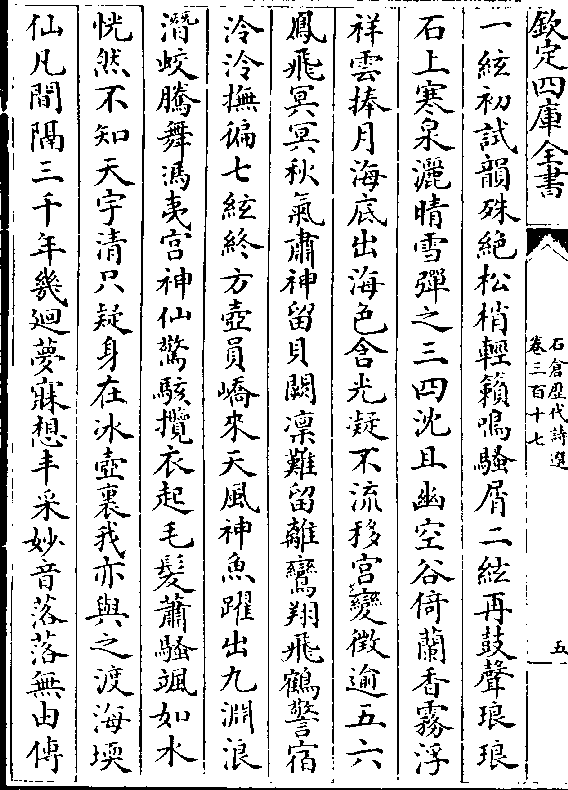 欽定四庫全書
石倉歴代詩選
卷三百十七
五
一絃初試韻殊絶松梢輕籟鳴騷屑二絃再鼓聲琅琅
石上寒泉灑晴雪彈之三四沈且幽空谷倚蘭香霧浮
祥雲捧月海底出海色含光凝不流移宫變徴逾五六
鳳飛冥冥秋氣肅神留貝闕凛難留離鸞翔飛鶴警宿
泠泠撫徧七絃終方壺員嶠來天風神魚躍出九淵浪
潛蛟騰舞馮夷宫神仙驚駭攬衣起毛髮蕭騷颯如水
恍然不知天宇清只疑身在冰壺裏我亦與之渡海壖
仙凡間隔三千年幾廻夢寐想丰采妙音落落無由傳